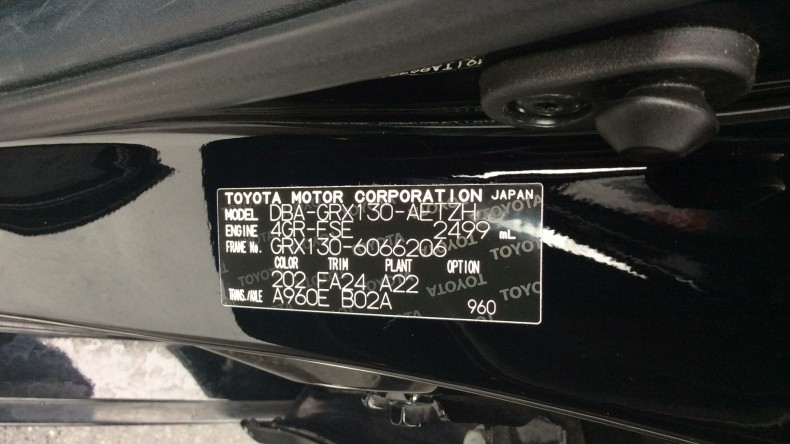 TOYOTA MOTOR CORPORATION JAPAN
MODEL DBA-GRX130-AETZH
ENGINE 4GR-FSE 2499 mL
FRAME No. GRX130-6066206
COLOR TRIM PLANT OPTION
202 FA24 A22
TRANS./AXLE A960E B02A 960